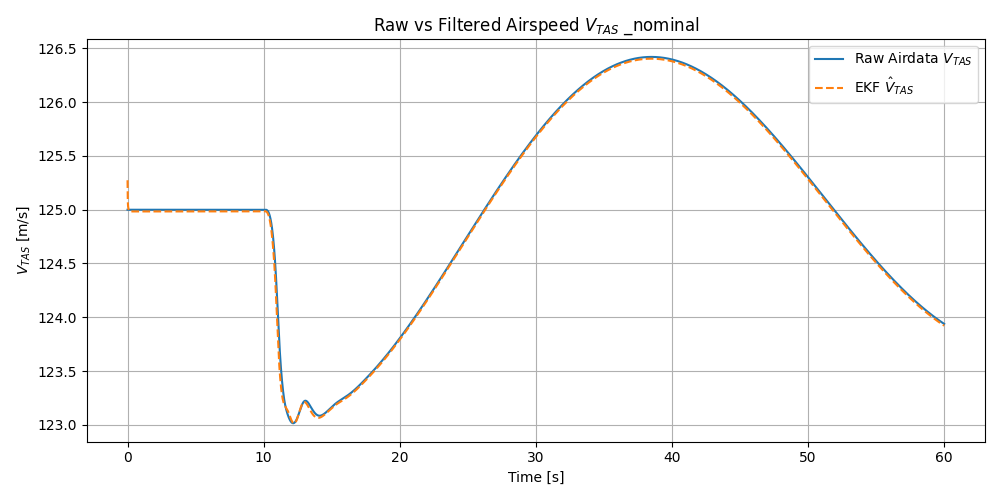 Raw vs Filtered Airspeed V_TAS _nominal
Raw Airdata V_TAS
EKF V̂_TAS
V_TAS [m/s]
126.5
126.0
125.5
125.0
124.5
124.0
123.5
123.0
0 10 20 30 40 50 60
Time [s]